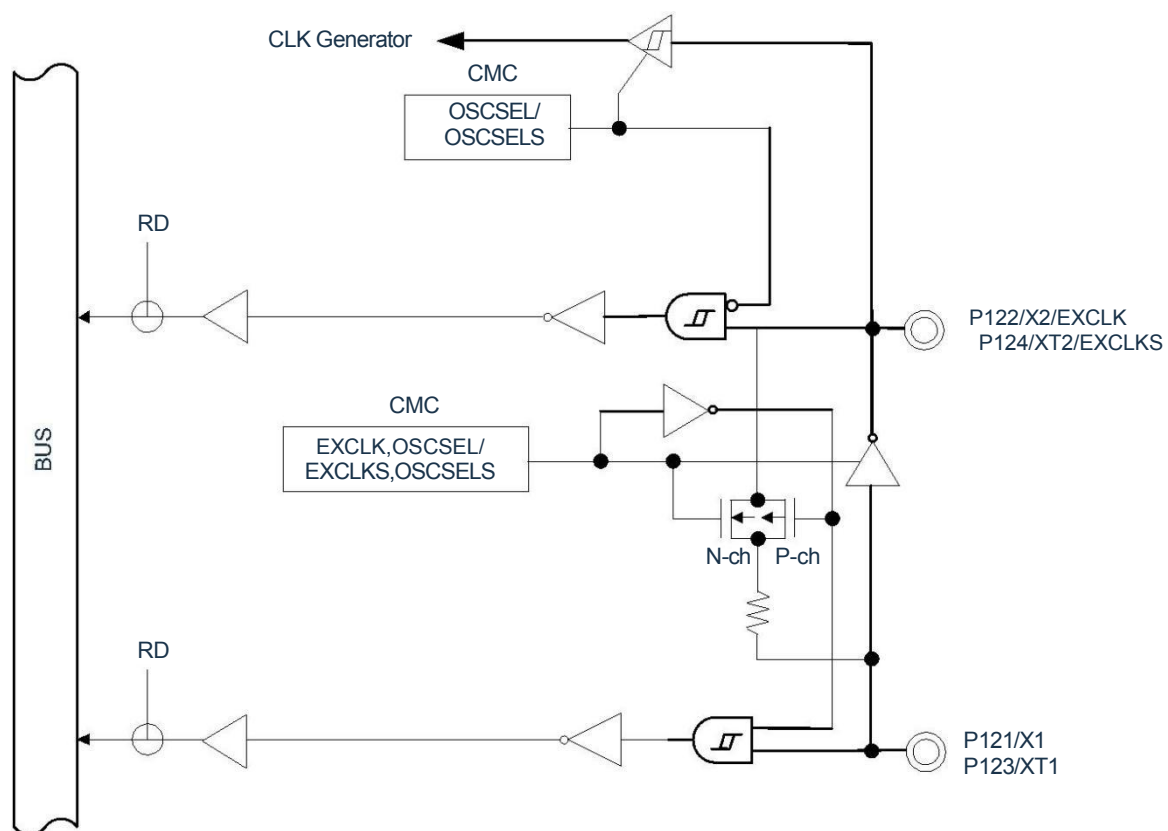 CLK Generator
CMC
OSCSEL/
OSCSELS
RD
P122/X2/EXCLK
P124/XT2/EXCLKS
CMC
EXCLK,OSCSEL/
EXCLKS,OSCSELS
BUS
N-ch
P-ch
RD
P121/X1
P123/XT1